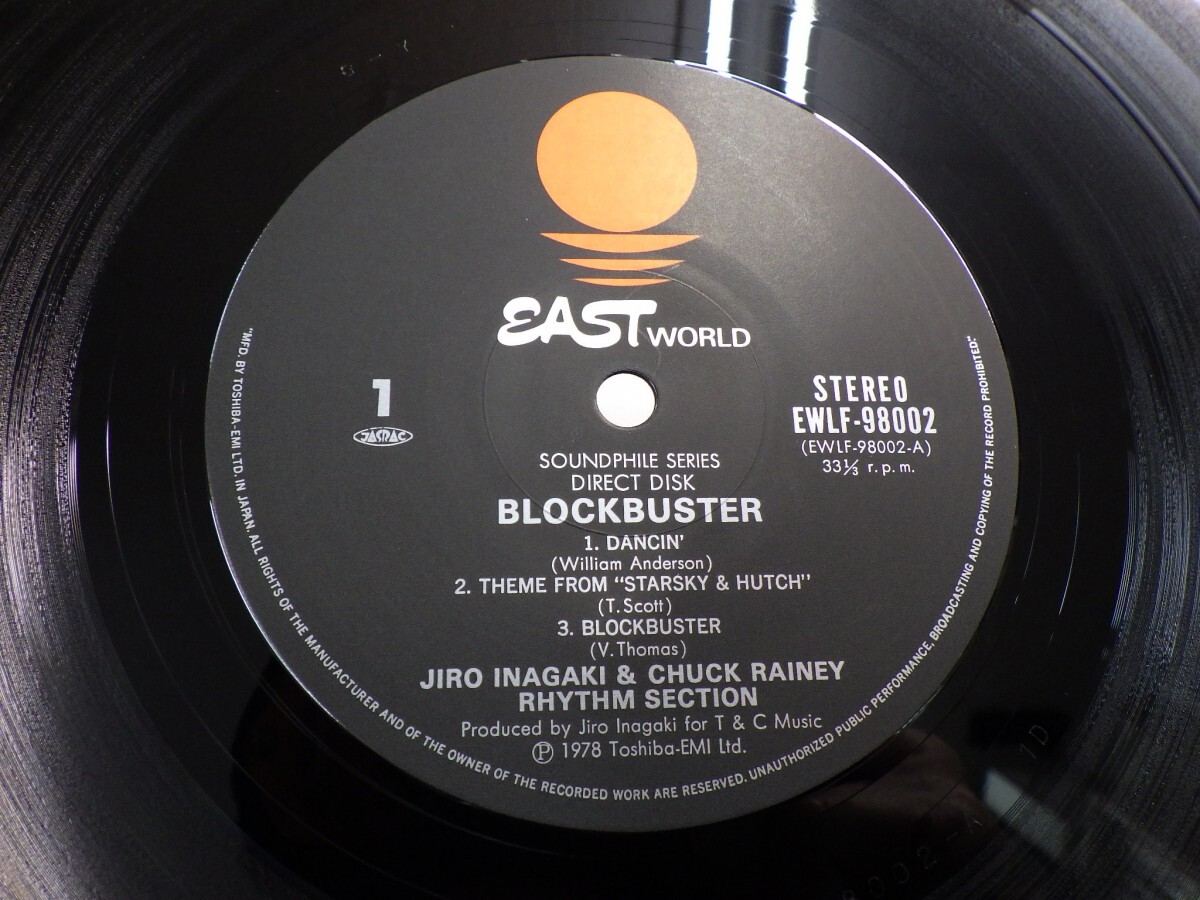 EAST WORLD
1
JASRAC
STEREO
EWLF-98002
(EWLF-98002-A)
33⅓ r.p.m.
SOUNDPHILE SERIES
DIRECT DISK
BLOCKBUSTER
1. DANCIN'
(William Anderson)
2. THEME FROM "STARSKY & HUTCH"
(T. Scott)
3. BLOCKBUSTER
(V. Thomas)
JIRO INAGAKI & CHUCK RAINEY
RHYTHM SECTION
Produced by Jiro Inagaki for T & C Music
Ⓟ 1978 Toshiba-EMI Ltd.
"MFD. BY TOSHIBA-EMI LTD. IN JAPAN. ALL RIGHTS OF THE MANUFACTURER AND OF THE OWNER OF THE RECORDED WORK ARE RESERVED. UNAUTHORIZED PUBLIC PERFORMANCE, BROADCASTING AND COPYING OF THE RECORD PROHIBITED."
1D